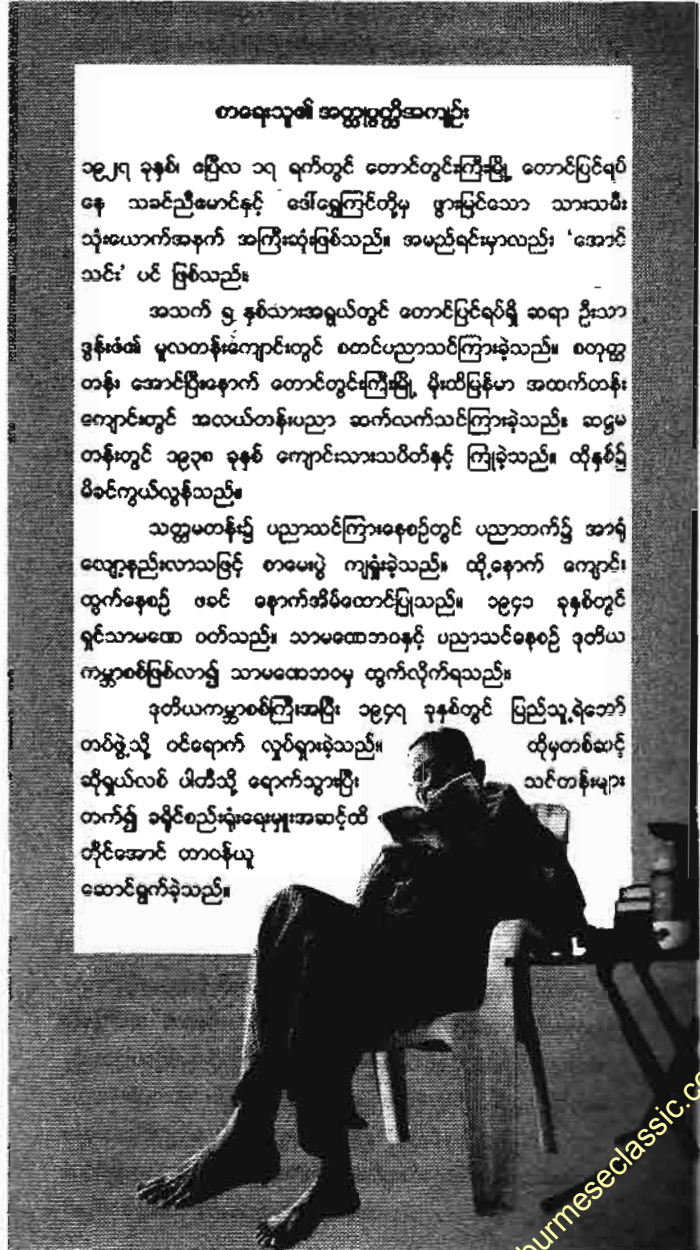 စာရေးသူ၏ အတ္ထုပ္ပတ္တိအကျဉ်း
၁၉၂၇ ခုနှစ်၊ ဧပြီလ ၁၇ ရက်တွင် တောင်တွင်းကြီးမြို့ တောင်ပြင်ရပ်
နေ သခင်ညီမောင်နှင့် ဒေါ်ရွှေကြင်တို့မှ ဖွားမြင်သော သားသမီး
သုံးယောက်အနက် အကြီးဆုံးဖြစ်သည်။ အမည်ရင်းမှာလည်း ‘အောင်
သင်း’ ပင် ဖြစ်သည်။
အသက် ၅ နှစ်သားအရွယ်တွင် တောင်ပြင်ရပ်ရှိ ဆရာ ဦးသာ
ဒွန်းဖံ၏ မူလတန်းကျောင်းတွင် စတင်ပညာသင်ကြားခဲ့သည်။ စတုတ္ထ
တန်း အောင်ပြီးနောက် တောင်တွင်းကြီးမြို့ မိုးထိမြန်မာ အထက်တန်း
ကျောင်းတွင် အလယ်တန်းပညာ ဆက်လက်သင်ကြားခဲ့သည်။ ဆဋ္ဌမ
တန်းတွင် ၁၉၃၈ ခုနှစ် ကျောင်းသားသပိတ်နှင့် ကြုံခဲ့သည်။ ထိုနှစ်၌
မိခင်ကွယ်လွန်သည်။
သတ္တမတန်း၌ ပညာသင်ကြားနေစဉ်တွင် ပညာဘက်၌ အာရုံ
လျော့နည်းလာသဖြင့် စာမေးပွဲ ကျရှုံးခဲ့သည်။ ထို့နောက် ကျောင်း
ထွက်နေစဉ် ဖခင် နောက်အိမ်ထောင်ပြုသည်။ ၁၉၄၁ ခုနှစ်တွင်
ရှင်သာမဏေ ဝတ်သည်။ သာမဏေဘဝနှင့် ပညာသင်နေစဉ် ဒုတိယ
ကမ္ဘာစစ်ဖြစ်လာ၍ သာမဏေဘဝမှ ထွက်လိုက်ရသည်။
ဒုတိယကမ္ဘာစစ်ကြီးအပြီး ၁၉၄၇ ခုနှစ်တွင် ပြည်သူ့ရဲဘော်
တပ်ဖွဲ့သို့ ဝင်ရောက် လှုပ်ရှားခဲ့သည်။ ထိုမှတစ်ဆင့်
ဆိုရှယ်လစ် ပါတီသို့ ရောက်သွားပြီး သင်တန်းများ
တက်၍ ခရိုင်စည်းရုံးရေးမှူးအဆင့်ထိ
တိုင်အောင် တာဝန်ယူ
ဆောင်ရွက်ခဲ့သည်။